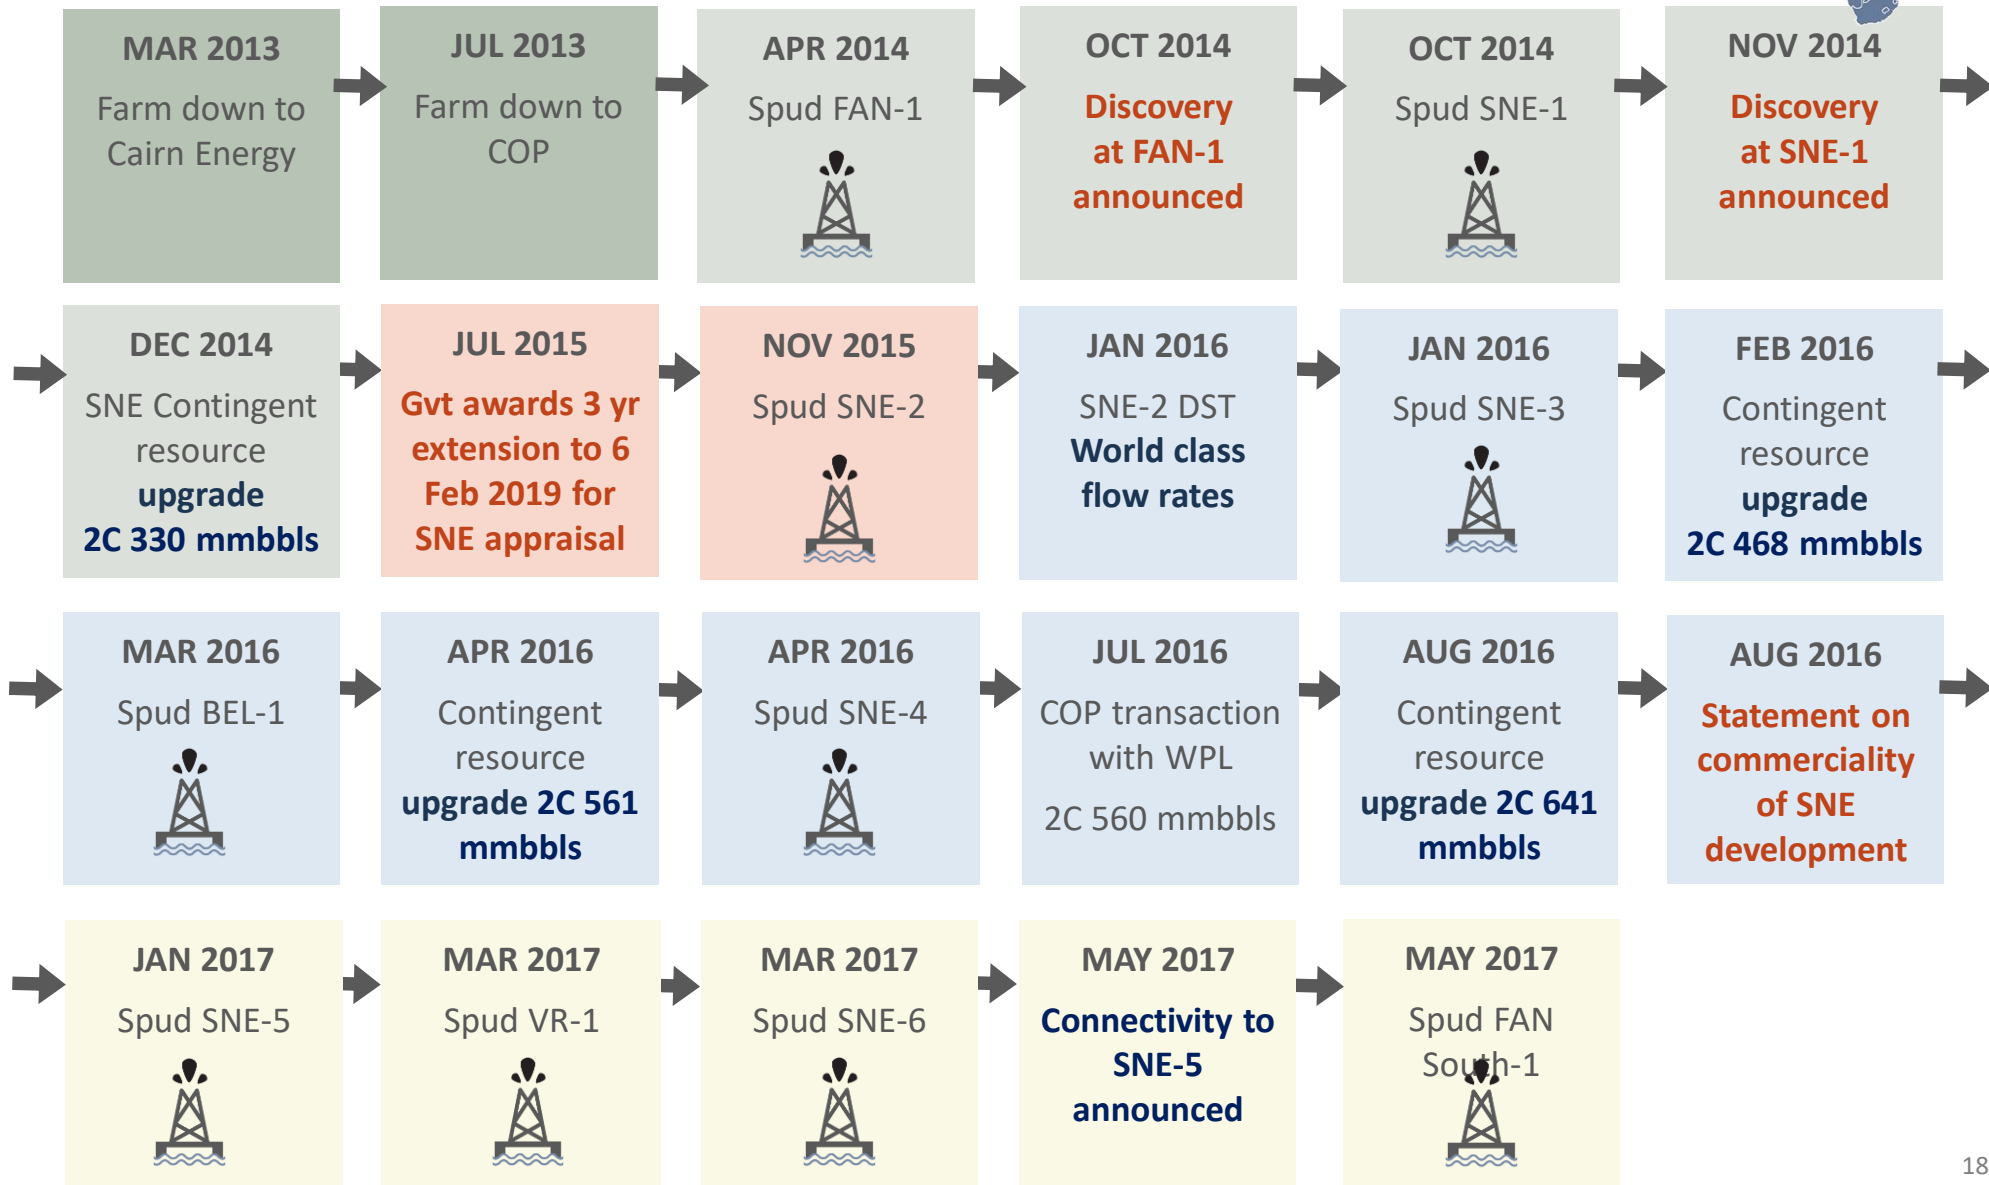 MAR 2013
Farm down to
Cairn Energy
JUL 2013
Farm down to
COP
APR 2014
Spud FAN-1
OCT 2014
Discovery
at FAN-1
announced
OCT 2014
Spud SNE-1
NOV 2014
Discovery
at SNE-1
announced
DEC 2014
SNE Contingent
resource
upgrade
2C 330 mmbbls
JUL 2015
Gvt awards 3 yr
extension to 6
Feb 2019 for
SNE appraisal
NOV 2015
Spud SNE-2
JAN 2016
SNE-2 DST
World class
flow rates
JAN 2016
Spud SNE-3
FEB 2016
Contingent
resource
upgrade
2C 468 mmbbls
MAR 2016
Spud BEL-1
APR 2016
Contingent
resource
upgrade 2C 561
mmbbls
APR 2016
Spud SNE-4
JUL 2016
COP transaction
with WPL
2C 560 mmbbls
AUG 2016
Contingent
resource
upgrade 2C 641
mmbbls
AUG 2016
Statement on
commerciality
of SNE
development
JAN 2017
Spud SNE-5
MAR 2017
Spud VR-1
MAR 2017
Spud SNE-6
MAY 2017
Connectivity to
SNE-5
announced
MAY 2017
Spud FAN
South-1
18